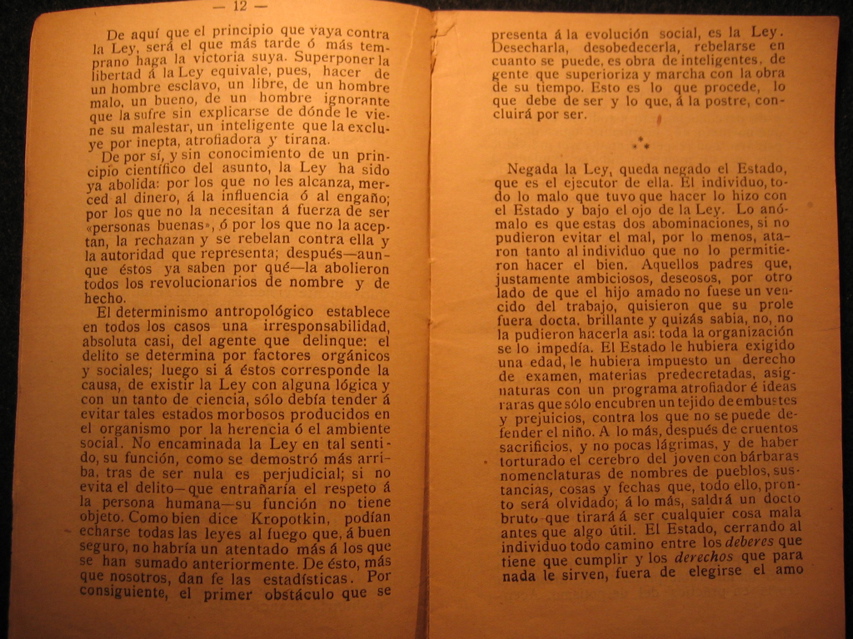 — 12 —
De aquí que el principio que vaya contra
la Ley, será el que más tarde ó más tem-
prano haga la victoria suya. Superponer la
libertad á la Ley equivale, pues, hacer de
un hombre esclavo, un libre, de un hombre
malo, un bueno, de un hombre ignorante
que la sufre sin explicarse de dónde le vie-
ne su malestar, un inteligente que la exclu-
ye por inepta, atrofiadora y tirana.
De por sí, y sin conocimiento de un prin-
cipio científico del asunto, la Ley ha sido
ya abolida: por los que no les alcanza, mer-
ced al dinero, á la influencia ó al engaño;
por los que no la necesitan á fuerza de ser
«personas buenas», ó por los que no la acep-
tan, la rechazan y se rebelan contra ella y
la autoridad que representa; después—aun-
que éstos ya saben por qué—la abolieron
todos los revolucionarios de nombre y de
hecho.
El determinismo antropológico establece
en todos los casos una irresponsabilidad,
absoluta casi, del agente que delinque: el
delito se determina por factores orgánicos
y sociales; luego si á éstos corresponde la
causa, de existir la Ley con alguna lógica y
con un tanto de ciencia, sólo debía tender á
evitar tales estados morbosos producidos en
el organismo por la herencia ó el ambiente
social. No encaminada la Ley en tal senti-
do, su función, como se demostró más arri-
ba, tras de ser nula es perjudicial; si no
evita el delito—que entrañaría el respeto á
la persona humana—su función no tiene
objeto. Como bien dice Kropotkin, podían
echarse todas las leyes al fuego que, á buen
seguro, no habría un atentado más á los que
se han sumado anteriormente. De ésto, más
que nosotros, dan fe las estadísticas. Por
consiguiente, el primer obstáculo que se
presenta á la evolución social, es la Ley.
Desecharla, desobedecerla, rebelarse en
cuanto se puede, es obra de inteligentes, de
gente que superioriza y marcha con la obra
de su tiempo. Esto es lo que procede, lo
que debe de ser y lo que, á la postre, con-
cluirá por ser.
Negada la Ley, queda negado el Estado,
que es el ejecutor de ella. El individuo, to-
do lo malo que tuvo que hacer lo hizo con
el Estado y bajo el ojo de la Ley. Lo anó-
malo es que estas dos abominaciones, si no
pudieron evitar el mal, por lo menos, ata-
ron tanto al individuo que no lo permitie-
ron hacer el bien. Aquellos padres que,
justamente ambiciosos, deseosos, por otro
lado de que el hijo amado no fuese un ven-
cido del trabajo, quisieron que su prole
fuera docta, brillante y quizás sabia, no, no
la pudieron hacerla así: toda la organización
se lo impedía. El Estado le hubiera exigido
una edad, le hubiera impuesto un derecho
de examen, materias predecretadas, asig-
naturas con un programa atrofiador é ideas
raras que sólo encubren un tejido de embustes
y prejuicios, contra los que no se puede de-
fender el niño. A lo más, después de cruentos
sacrificios, y no pocas lágrimas, y de haber
torturado el cerebro del joven con bárbaras
nomenclaturas de nombres de pueblos, sus-
tancias, cosas y fechas que, todo ello, pron-
to será olvidado; á lo más, saldrá un docto
bruto que tirará á ser cualquier cosa mala
antes que algo útil. El Estado, cerrando al
individuo todo camino entre los deberes que
tiene que cumplir y los derechos que para
nada le sirven, fuera de elegirse el amo